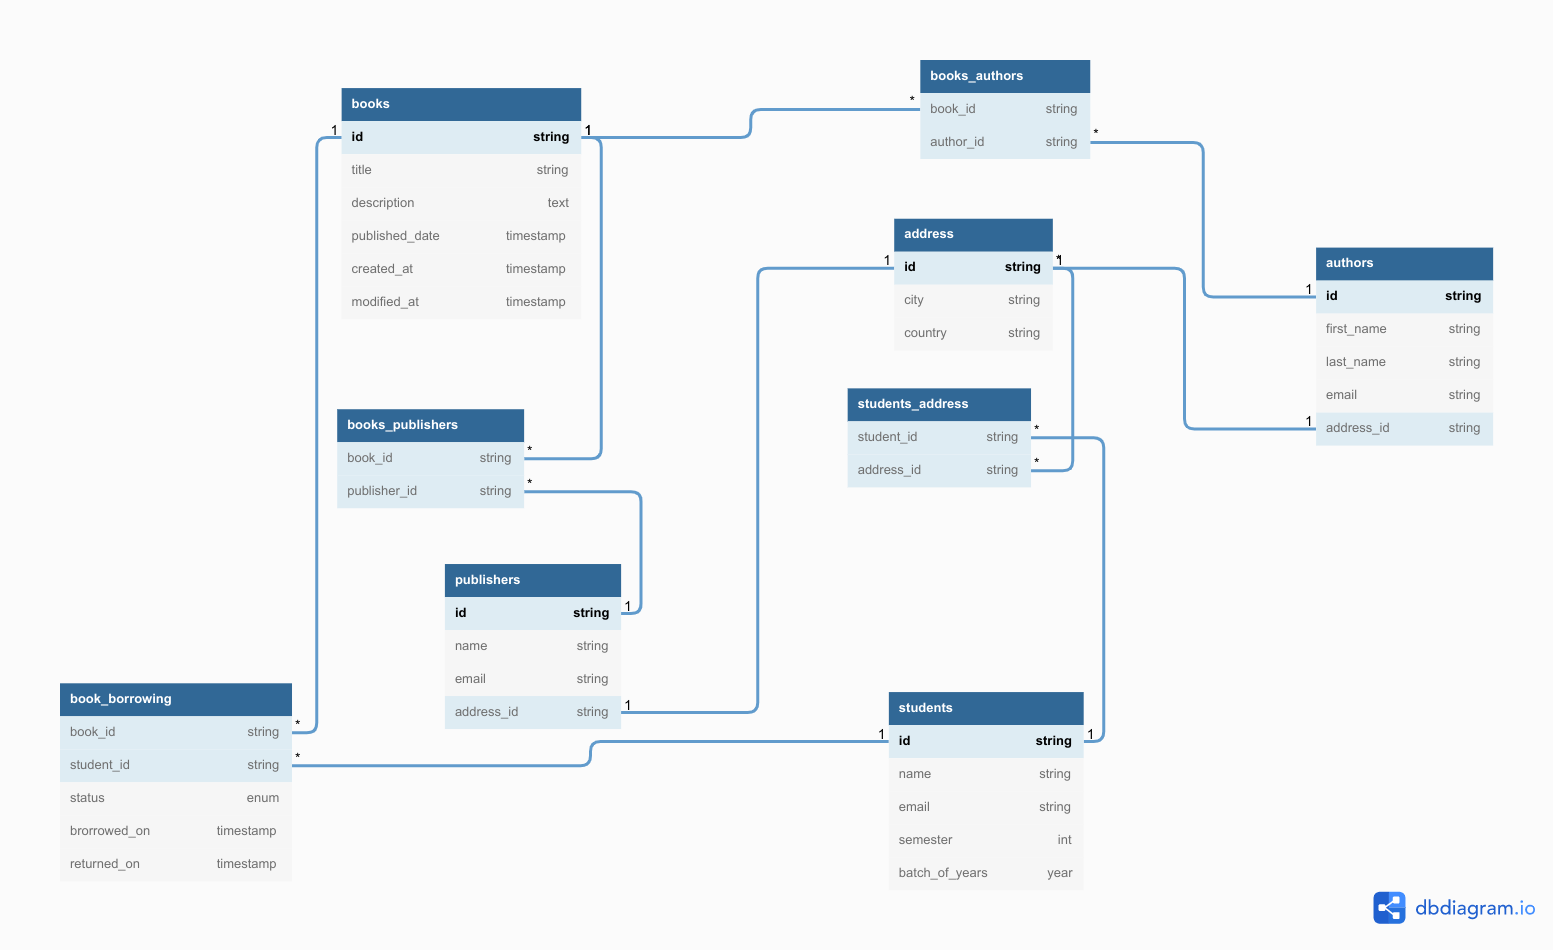 books
1 id string 1
title string
description text
published_date timestamp
created_at timestamp
modified_at timestamp
books_authors
* book_id string
author_id string *
address
1 id string *1
city string
country string
authors
1 id string
first_name string
last_name string
email string
1 address_id string
students_address
student_id string *
address_id string *
books_publishers
book_id string *
publisher_id string *
publishers
id string 1
name string
email string
address_id string 1
book_borrowing
book_id string *
student_id string *
status enum
brorrowed_on timestamp
returned_on timestamp
students
1 id string 1
name string
email string
semester int
batch_of_years year
dbdiagram.io